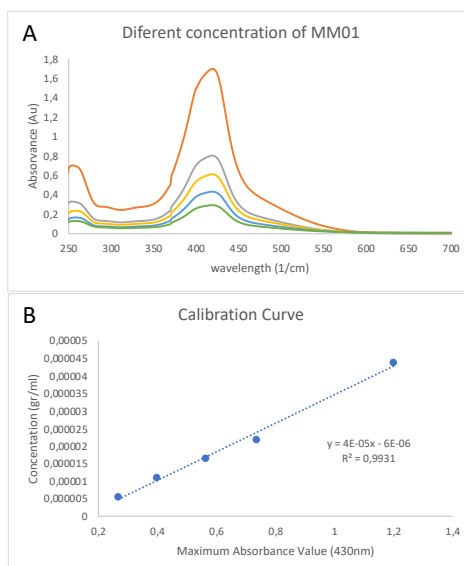 A
Diferent concentration of MM01
Absorvance (Au)
1,8
1,6
1,4
1,2
1
0,8
0,6
0,4
0,2
0
250 300 350 400 450 500 550 600 650 700
wavelength (1/cm)
B
Calibration Curve
Concentation (gr/ml)
0,00005
0,000045
0,00004
0,000035
0,00003
0,000025
0,00002
0,000015
0,00001
0,000005
y = 4E-05x - 6E-06
R² = 0,9931
0,2 0,4 0,6 0,8 1 1,2 1,4
Maximum Absorbance Value (430nm)